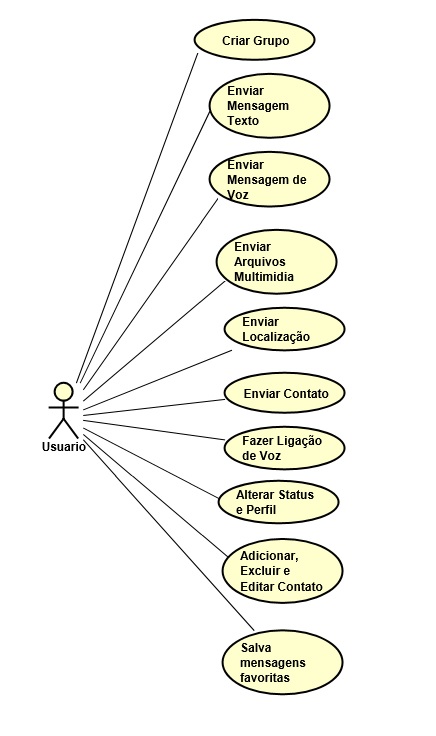 Criar Grupo
Enviar
Mensagem
Texto
Enviar
Mensagem de
Voz
Enviar
Arquivos
Multimidia
Enviar
Localização
Enviar Contato
Usuario
Fazer Ligação
de Voz
Alterar Status
e Perfil
Adicionar,
Excluir e
Editar Contato
Salva
mensagens
favoritas